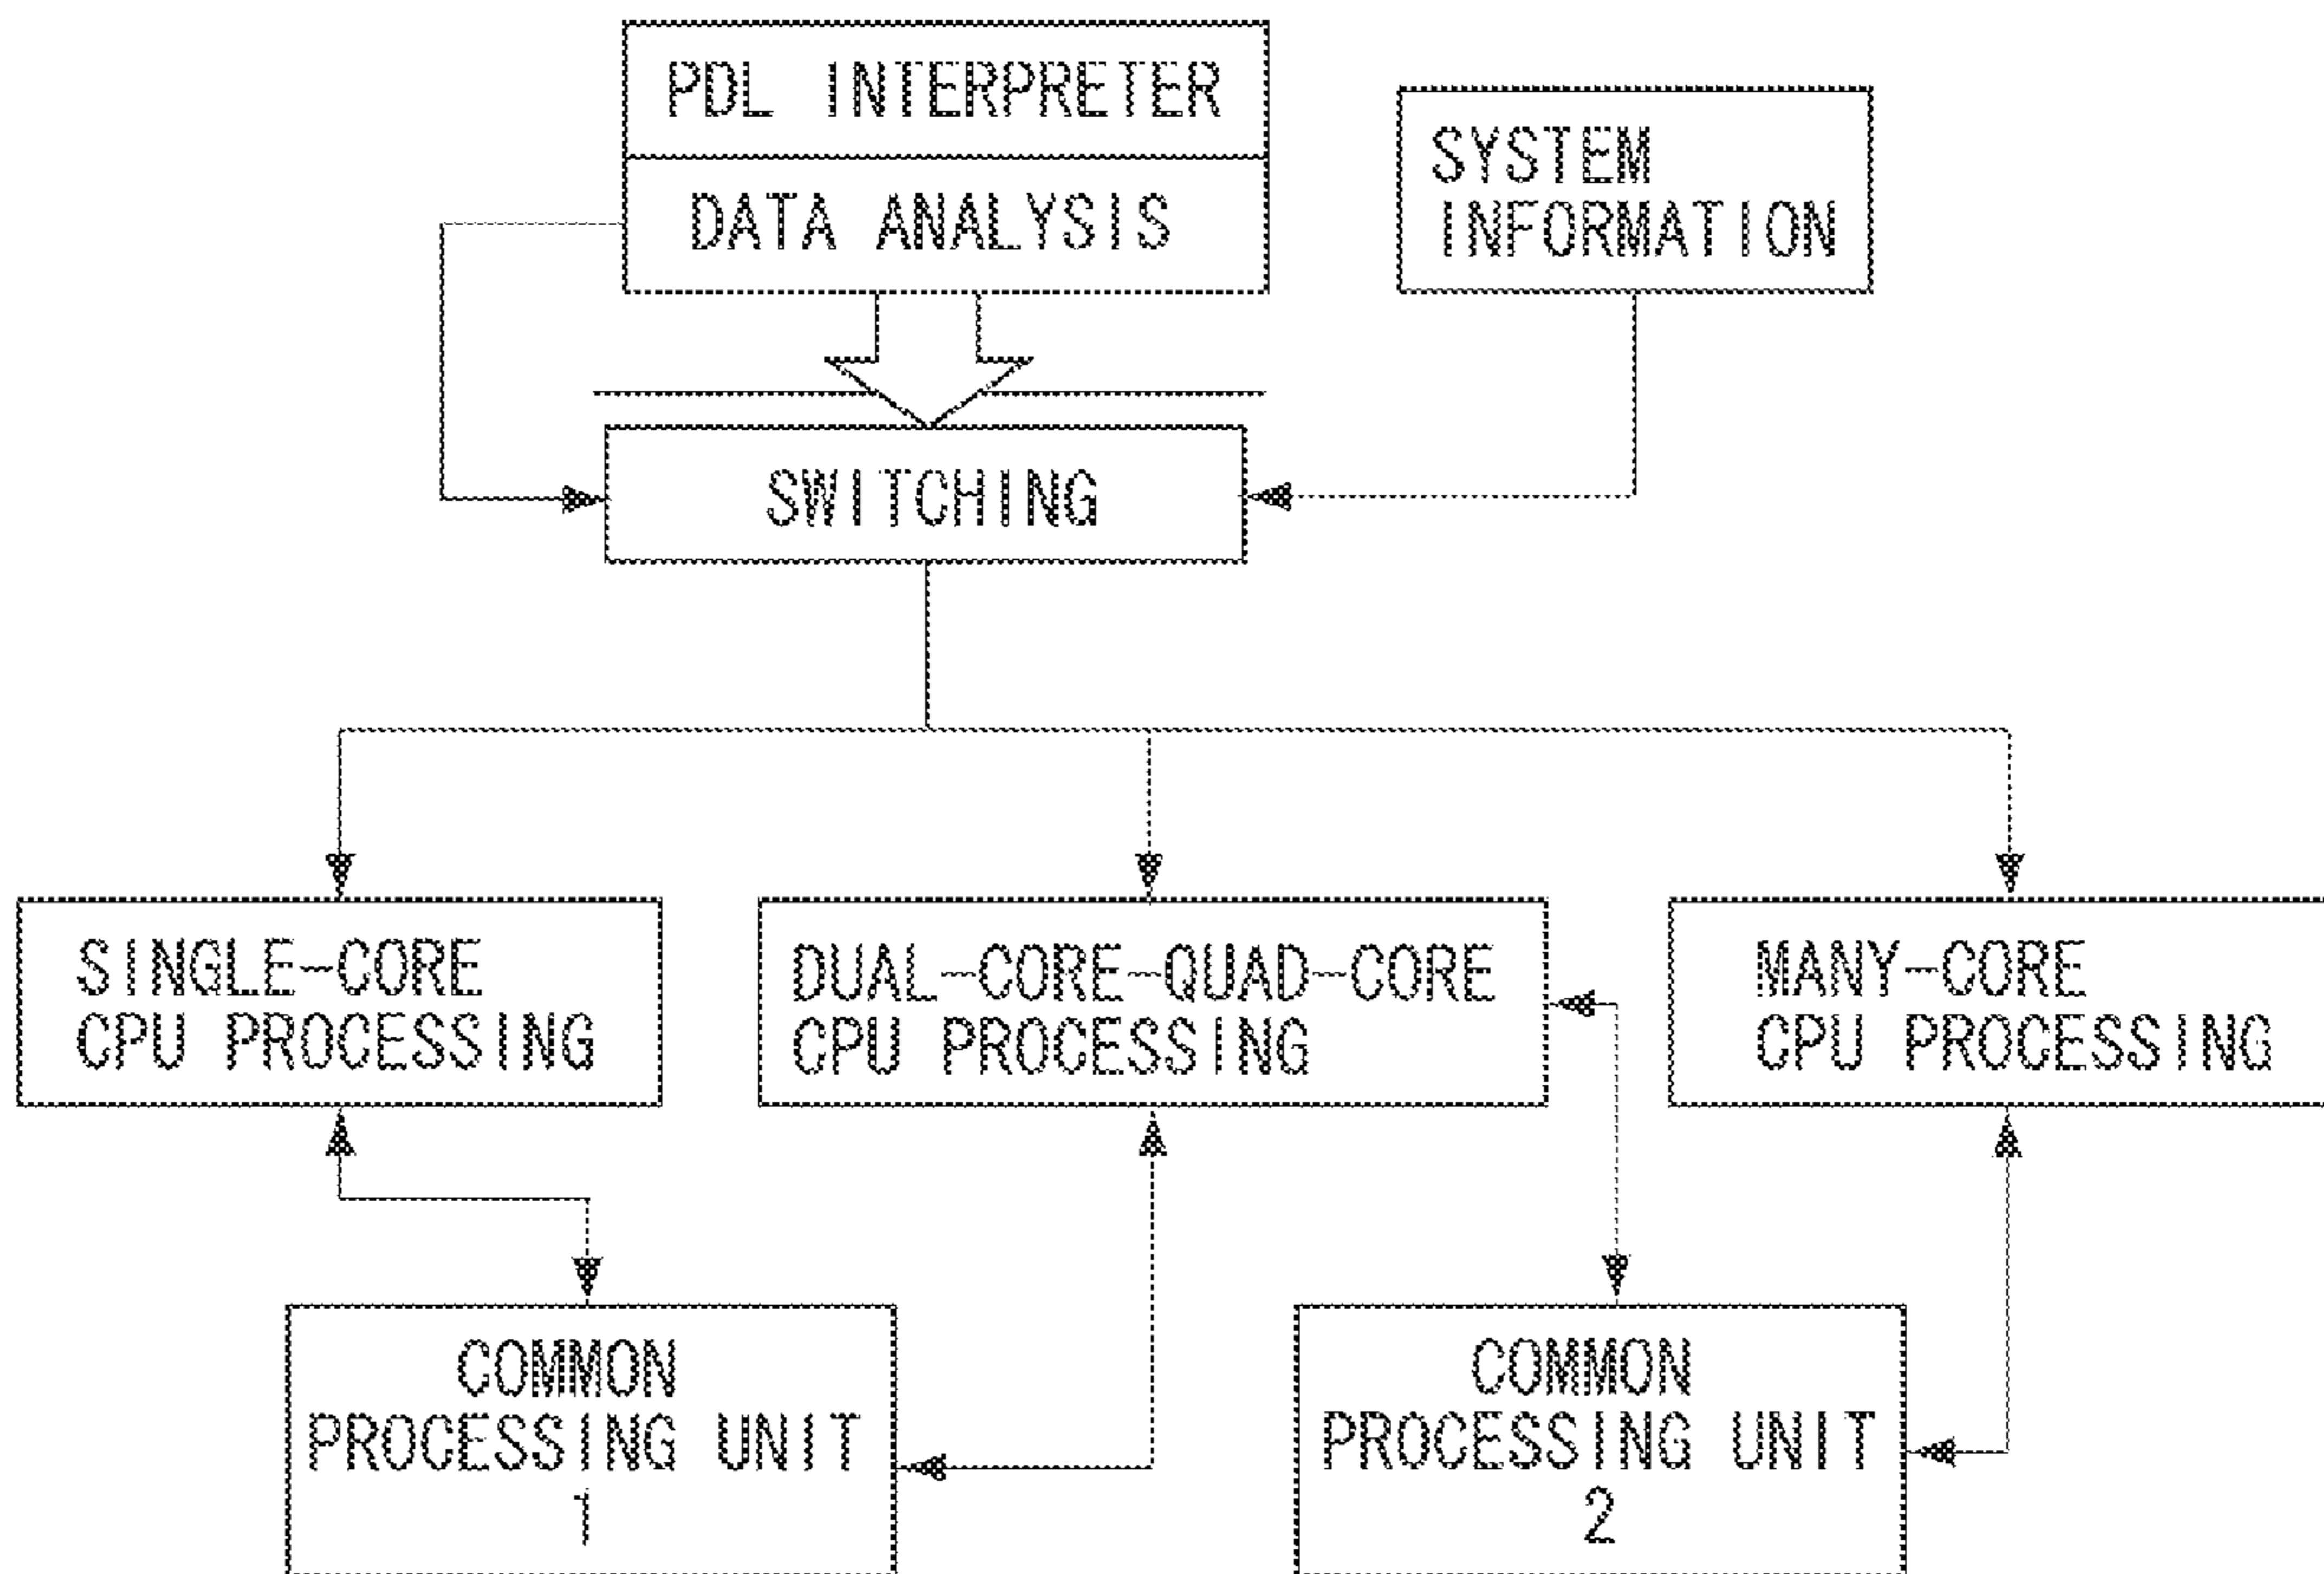 PDL INTERPRETER
DATA ANALYSIS
SYSTEM
INFORMATION
SWITCHING
SINGLE-CORE
CPU PROCESSING
DUAL-CORE-QUAD-CORE
CPU PROCESSING
MANY-CORE
CPU PROCESSING
COMMON
PROCESSING UNIT
1
COMMON
PROCESSING UNIT
2